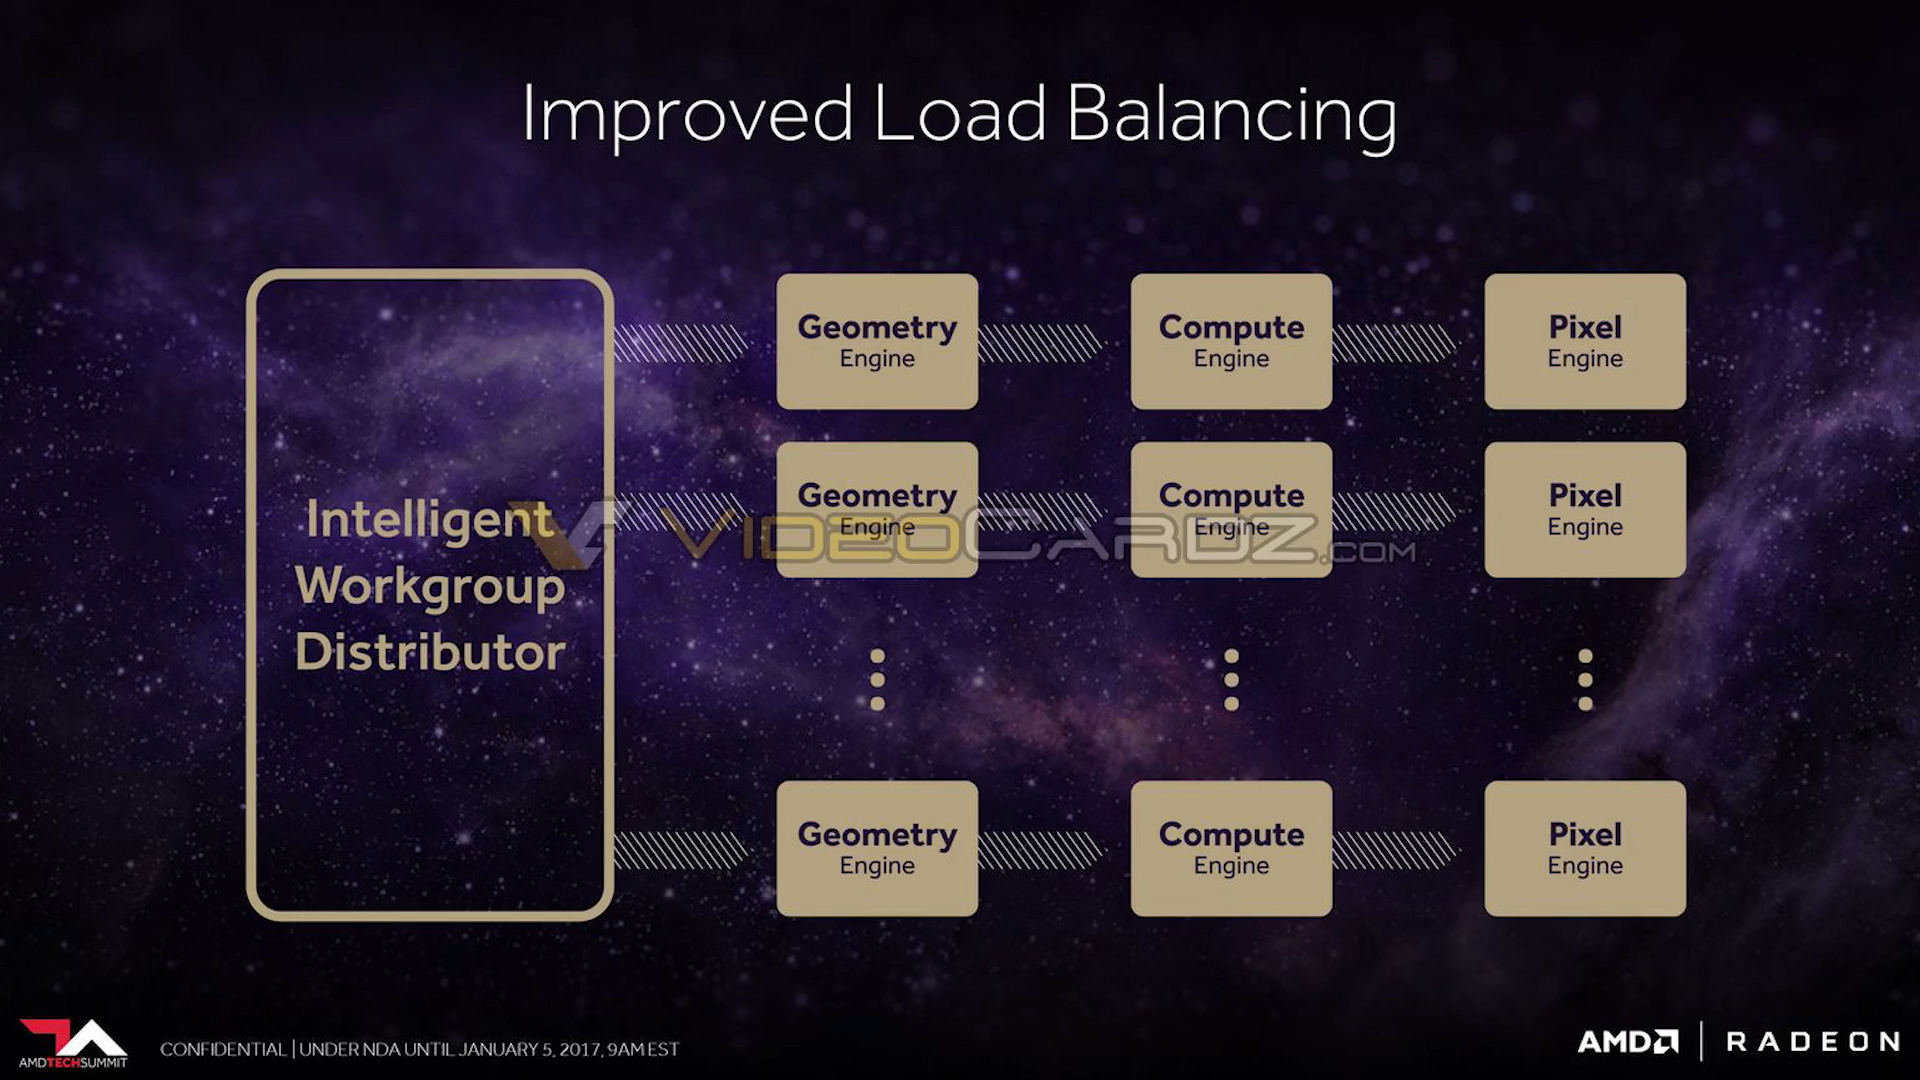 Improved Load Balancing
Intelligent
Workgroup
Distributor
Geometry
Engine
Compute
Engine
Pixel
Engine
Geometry
Engine
Compute
Engine
Pixel
Engine
VIDEOCARDZ.COM
Geometry
Engine
Compute
Engine
Pixel
Engine
AMDTECHSUMMIT
CONFIDENTIAL | UNDER NDA UNTIL JANUARY 5, 2017, 9AM EST
AMD | RADEON